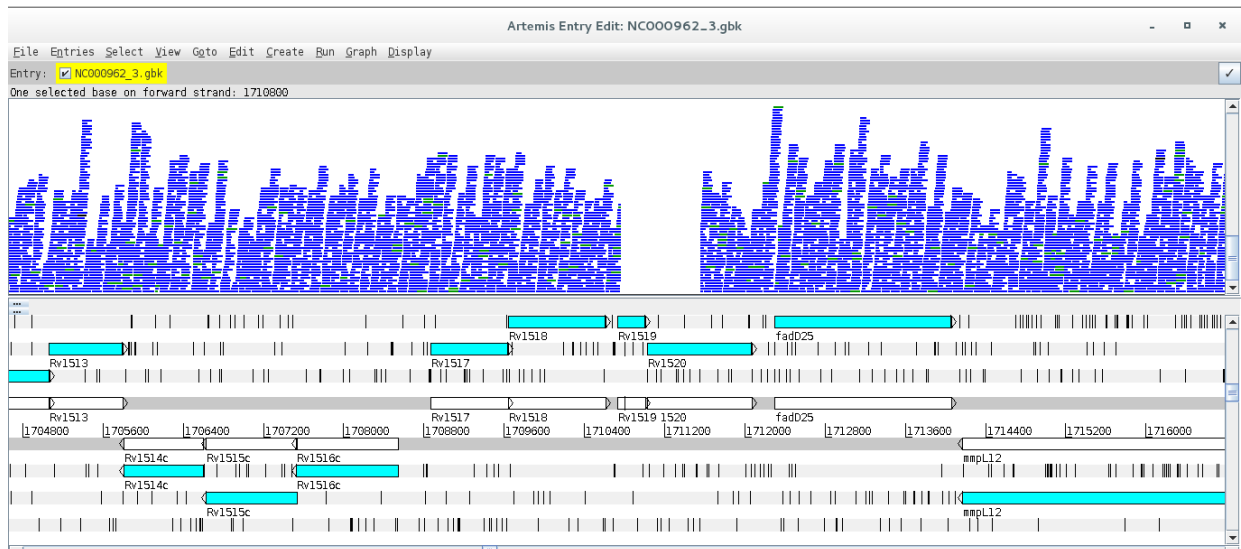 Artemis Entry Edit: NC000962_3.gbk
File Entries Select View Goto Edit Create Run Graph Display
Entry: NC000962_3.gbk
One selected base on forward strand: 1710800
Rv1518 Rv1519 fadD25
Rv1513 Rv1517 Rv1520
Rv1513 Rv1517 Rv1518 Rv1519 1520 fadD25
1704800 1705600 1706400 1707200 1708000 1708800 1709600 1710400 1711200 1712000 1712800 1713600 1714400 1715200 1716000
Rv1514c Rv1515c Rv1516c mmpL12
Rv1514c Rv1516c
Rv1515c mmpL12